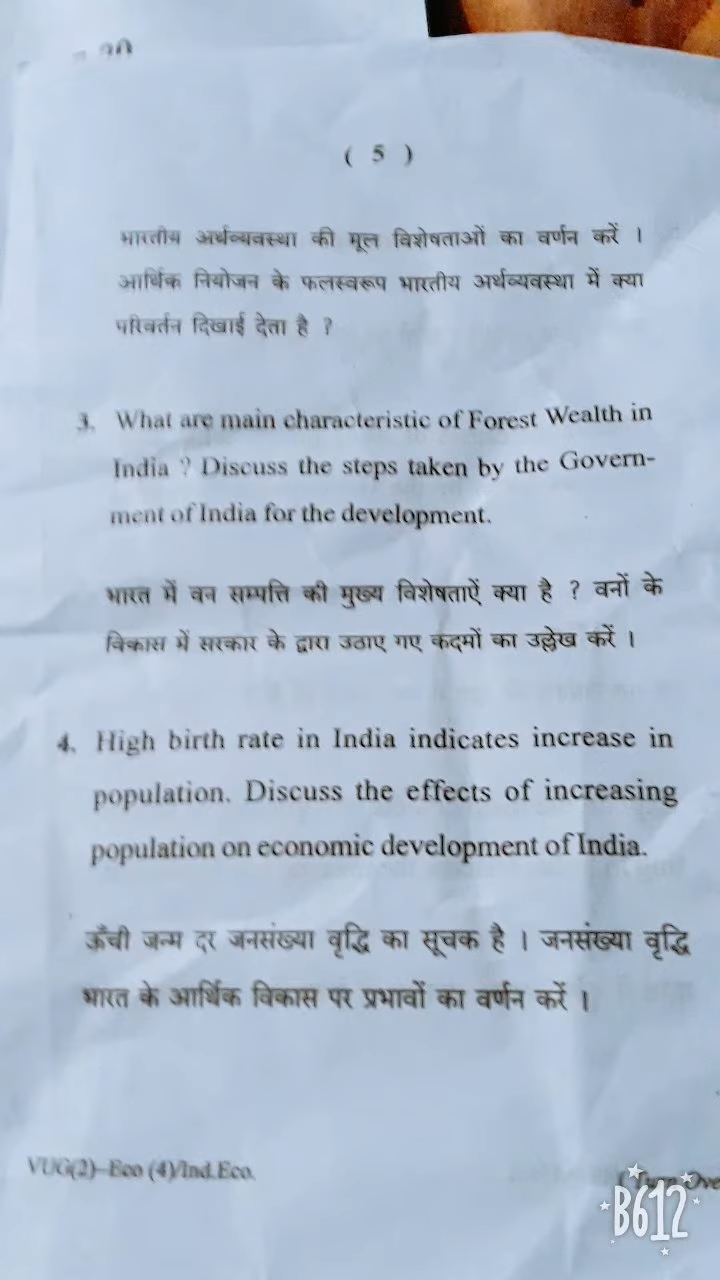 ( 5 )
भारतीय अर्थव्यवस्था की मूल विशेषताओं का वर्णन करें ।
आर्थिक नियोजन के फलस्वरूप भारतीय अर्थव्यवस्था में क्या
परिवर्तन दिखाई देता है ?
3. What are main characteristic of Forest Wealth in
India ? Discuss the steps taken by the Govern-
ment of India for the development.
भारत में वन सम्पत्ति की मुख्य विशेषताऐं क्या है ? वनों के
विकास में सरकार के द्वारा उठाए गए कदमों का उल्लेख करें ।
4. High birth rate in India indicates increase in
population. Discuss the effects of increasing
population on economic development of India.
ऊँची जन्म दर जनसंख्या वृद्धि का सूचक है । जनसंख्या वृद्धि
भारत के आर्थिक विकास पर प्रभावों का वर्णन करें ।
VUG(2)–Eco (4)/Ind.Eco.
( Turn Ove
B612